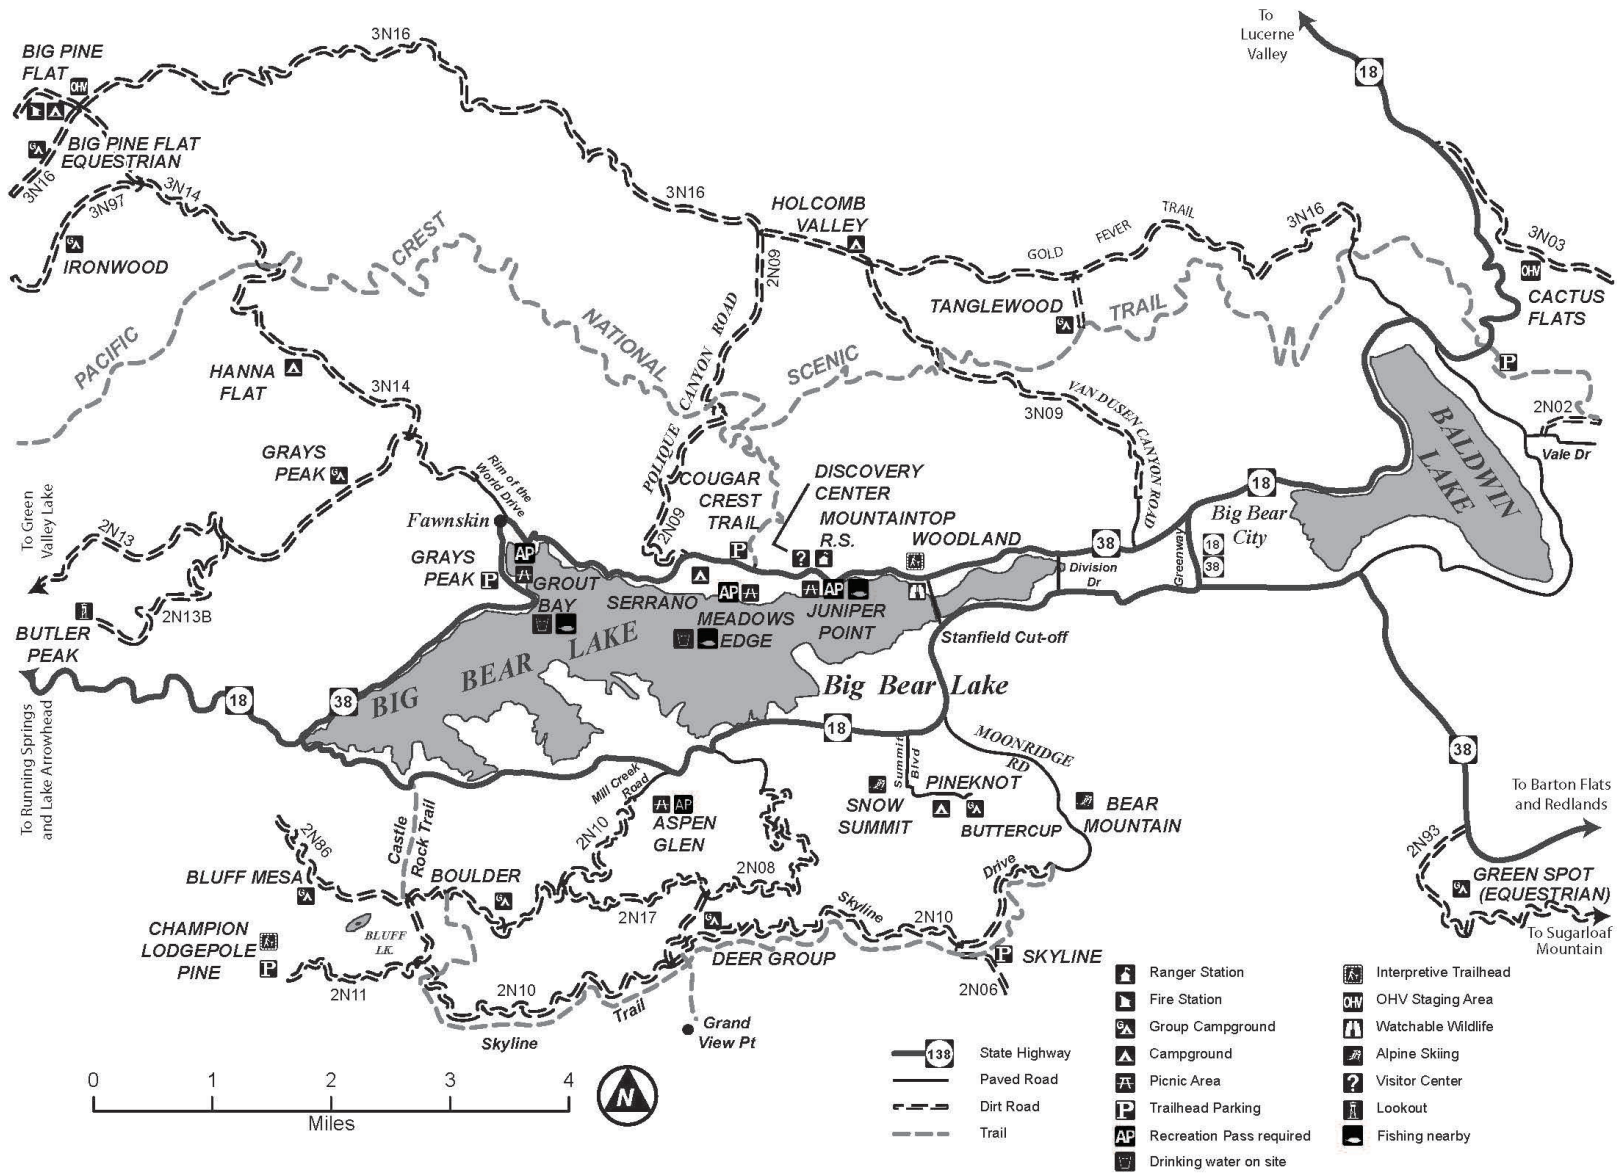 To
Lucerne
Valley
18
3N16
BIG PINE
FLAT
OHV
BIG PINE FLAT
EQUESTRIAN
3N16
3N14
3N97
IRONWOOD
3N16
HOLCOMB
VALLEY
GOLD
FEVER
TRAIL
3N16
3N03
OHV
CACTUS
FLATS
PACIFIC
CREST
NATIONAL
SCENIC
TRAIL
TANGLEWOOD
2N09
POLIQUE CANYON ROAD
HANNA
FLAT
3N14
3N09
VAN DUSEN CANYON ROAD
P
2N02
Vale Dr
BALDWIN
LAKE
GRAYS
PEAK
Rim of the
World Drive
COUGAR
CREST
TRAIL
DISCOVERY
CENTER
MOUNTAINTOP
R.S.
WOODLAND
18
Big Bear
City
To Green
Valley Lake
2N13
Fawnskin
2N09
P
?
38
Division
Dr
Greenway
18
38
GRAYS
PEAK
P
AP
GROUT
BAY
SERRANO
AP
MEADOWS
EDGE
AP
JUNIPER
POINT
2N13B
BUTLER
PEAK
Stanfield Cut-off
BIG BEAR LAKE
Big Bear Lake
18
38
18
To Running Springs
and Lake Arrowhead
MOONRIDGE
RD
Summit
Blvd
38
To Barton Flats
and Redlands
Mill Creek
Road
SNOW
SUMMIT
PINEKNOT
BUTTERCUP
BEAR
MOUNTAIN
2N86
Castle
Rock Trail
2N10
AP
ASPEN
GLEN
2N93
BLUFF MESA
BOULDER
2N08
Drive
GREEN SPOT
(EQUESTRIAN)
2N17
Skyline
2N10
To Sugarloaf
Mountain
CHAMPION
LODGEPOLE
PINE
P
BLUFF
LK.
DEER GROUP
P
SKYLINE
2N11
2N10
2N06
Trail
Skyline
Grand
View Pt
0 1 2 3 4
Miles
N
138
State Highway
Paved Road
Dirt Road
Trail
Ranger Station
Fire Station
G
Group Campground
Campground
Picnic Area
P
Trailhead Parking
AP
Recreation Pass required
Drinking water on site
Interpretive Trailhead
OHV
OHV Staging Area
Watchable Wildlife
Alpine Skiing
?
Visitor Center
Lookout
Fishing nearby